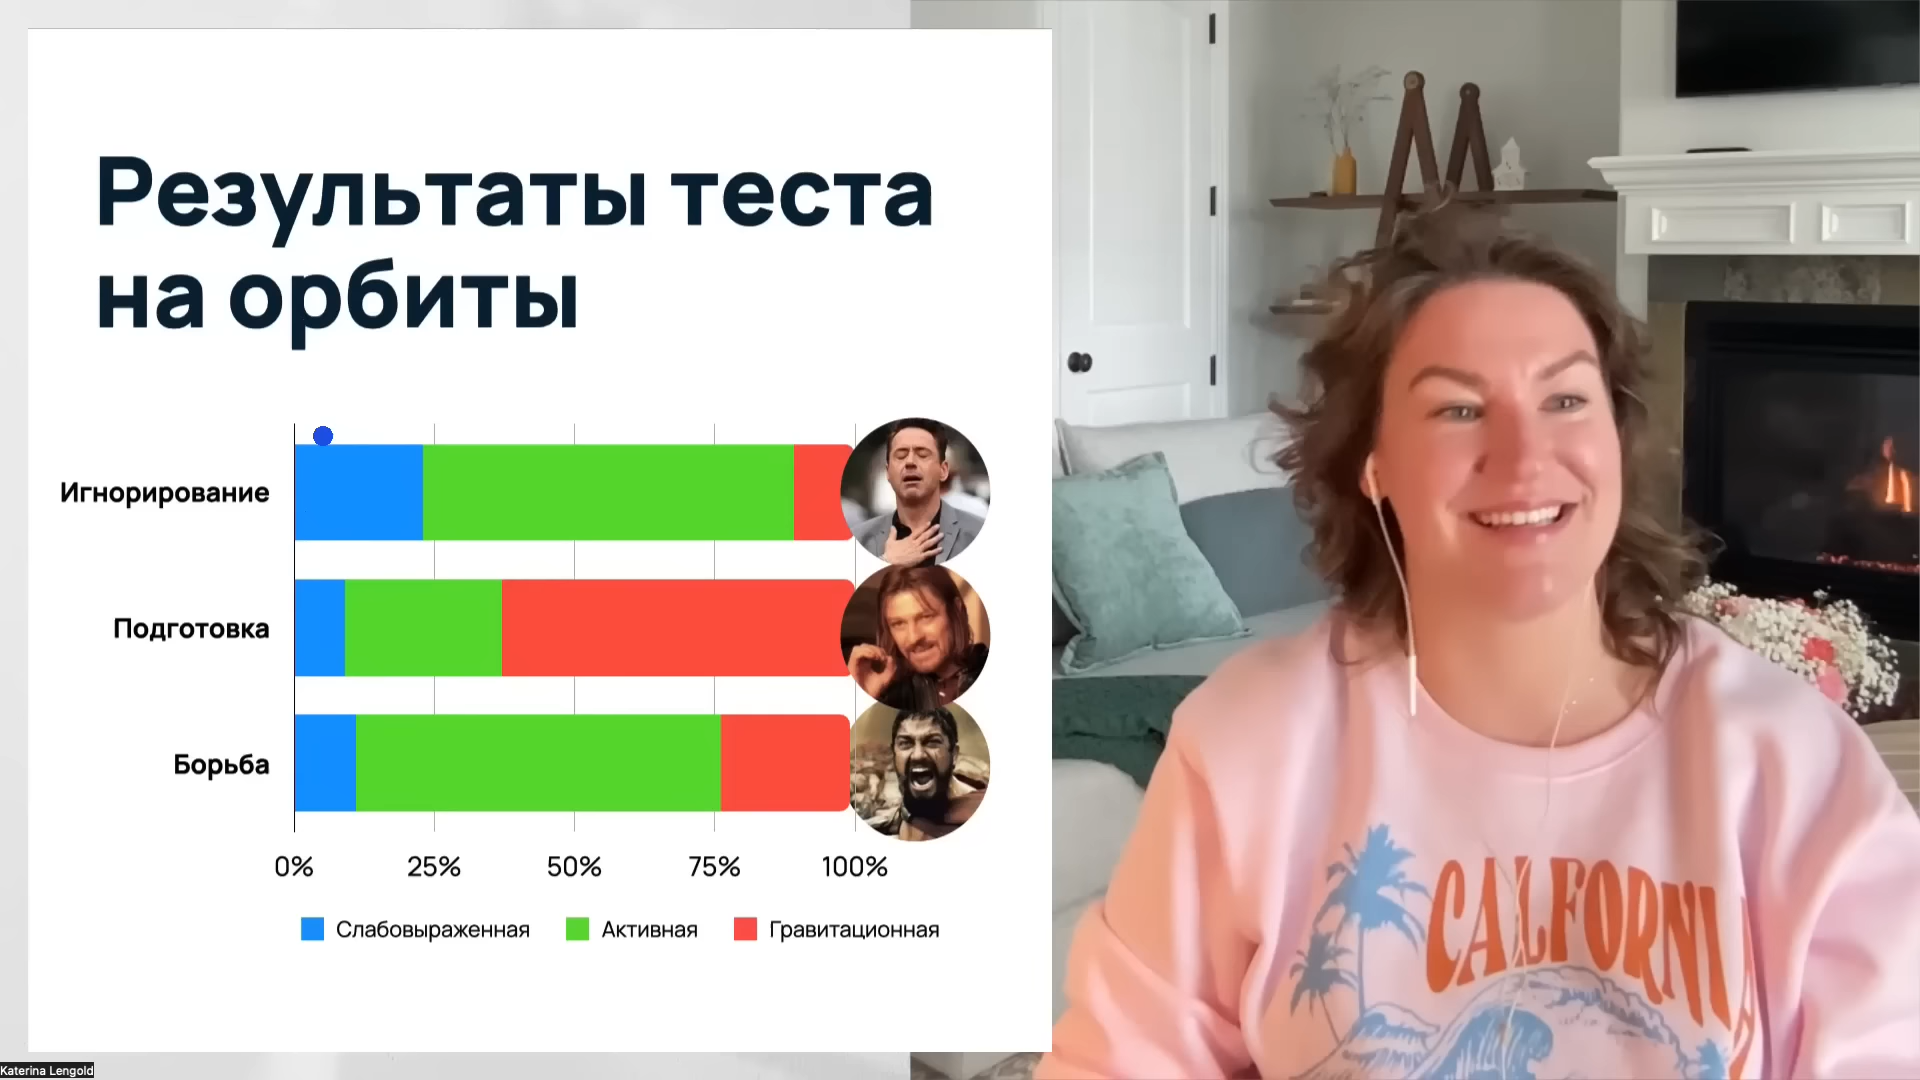 Результаты теста
на орбиты
Игнорирование
Подготовка
Борьба
0% 25% 50% 75% 100%
Слабовыраженная Активная Гравитационная
CALIFORNIA
Katerina Lengold